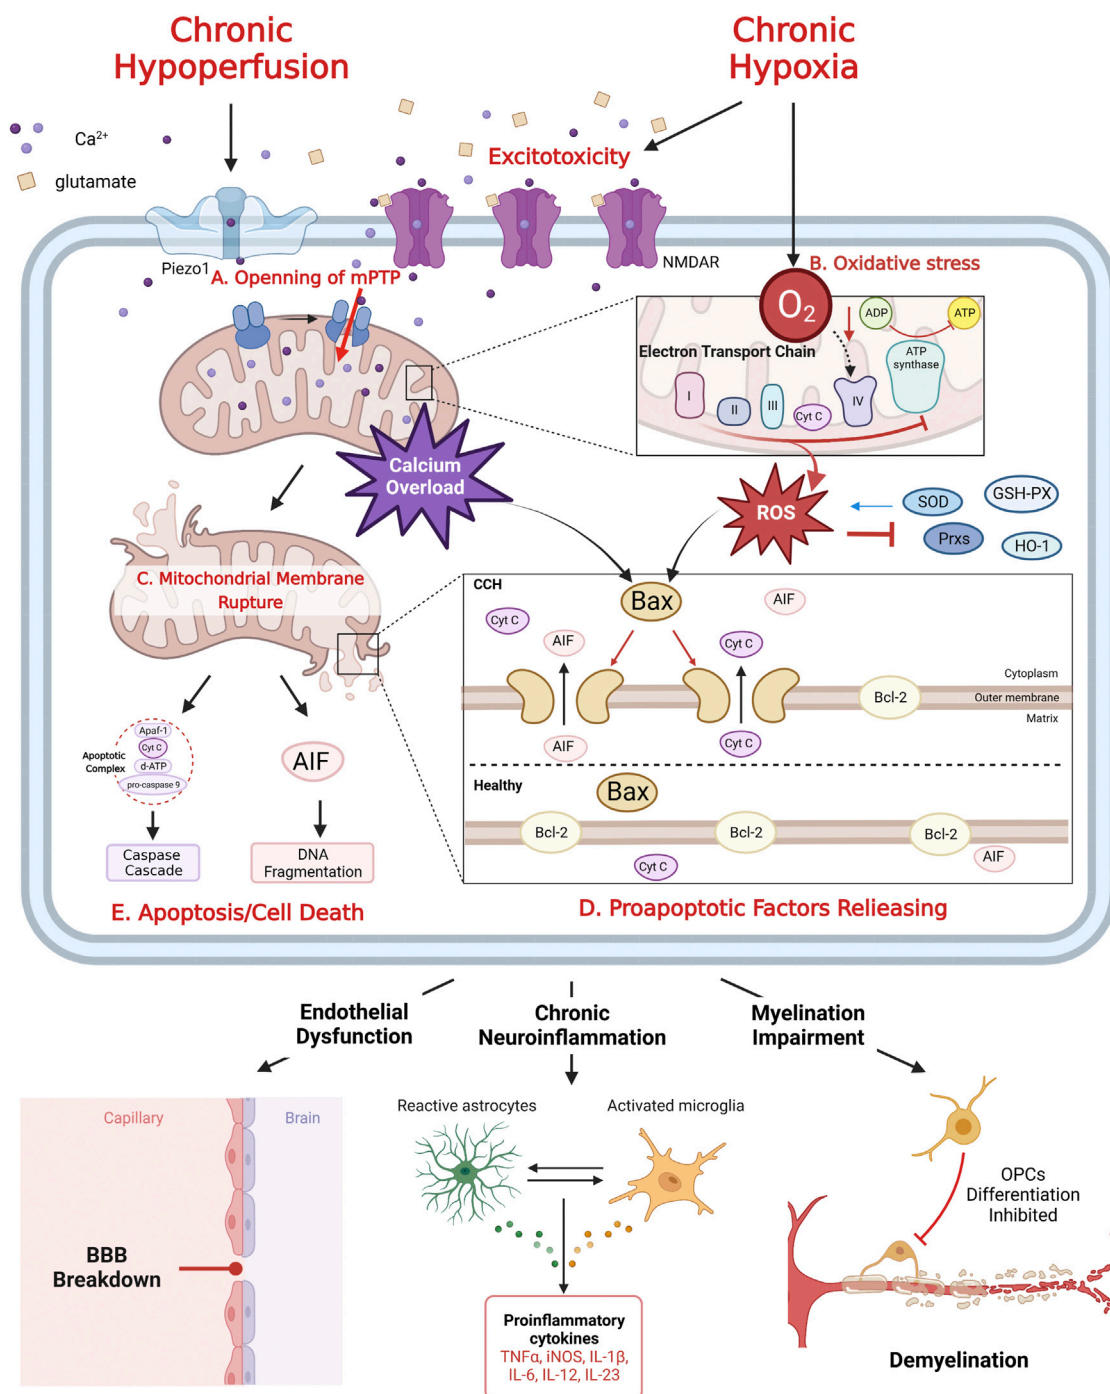 Chronic
Hypoperfusion
Chronic
Hypoxia
Ca2+
glutamate
Excitotoxicity
Piezo1
NMDAR
A. Openning of mPTP
B. Oxidative stress
O2
ADP
ATP
Electron Transport Chain
ATP
synthase
I
II
III
Cyt C
IV
Calcium
Overload
ROS
SOD
GSH-PX
Prxs
HO-1
C. Mitochondrial Membrane
Rupture
CCH
Bax
AIF
Cyt C
AIF
Cyt C
Cytoplasm
Bcl-2
Outer membrane
Matrix
AIF
Cyt C
Healthy
Bax
Bcl-2
Bcl-2
Bcl-2
Cyt C
AIF
Apaf-1
Cyt C
Apoptotic
Complex
d-ATP
pro-caspase 9
AIF
Caspase
Cascade
DNA
Fragmentation
E. Apoptosis/Cell Death
D. Proapoptotic Factors Relieasing
Endothelial
Dysfunction
Chronic
Neuroinflammation
Myelination
Impairment
Capillary
Brain
BBB
Breakdown
Reactive astrocytes
Activated microglia
Proinflammatory
cytokines
TNFα, iNOS, IL-1β,
IL-6, IL-12, IL-23
OPCs
Differentiation
Inhibited
Demyelination